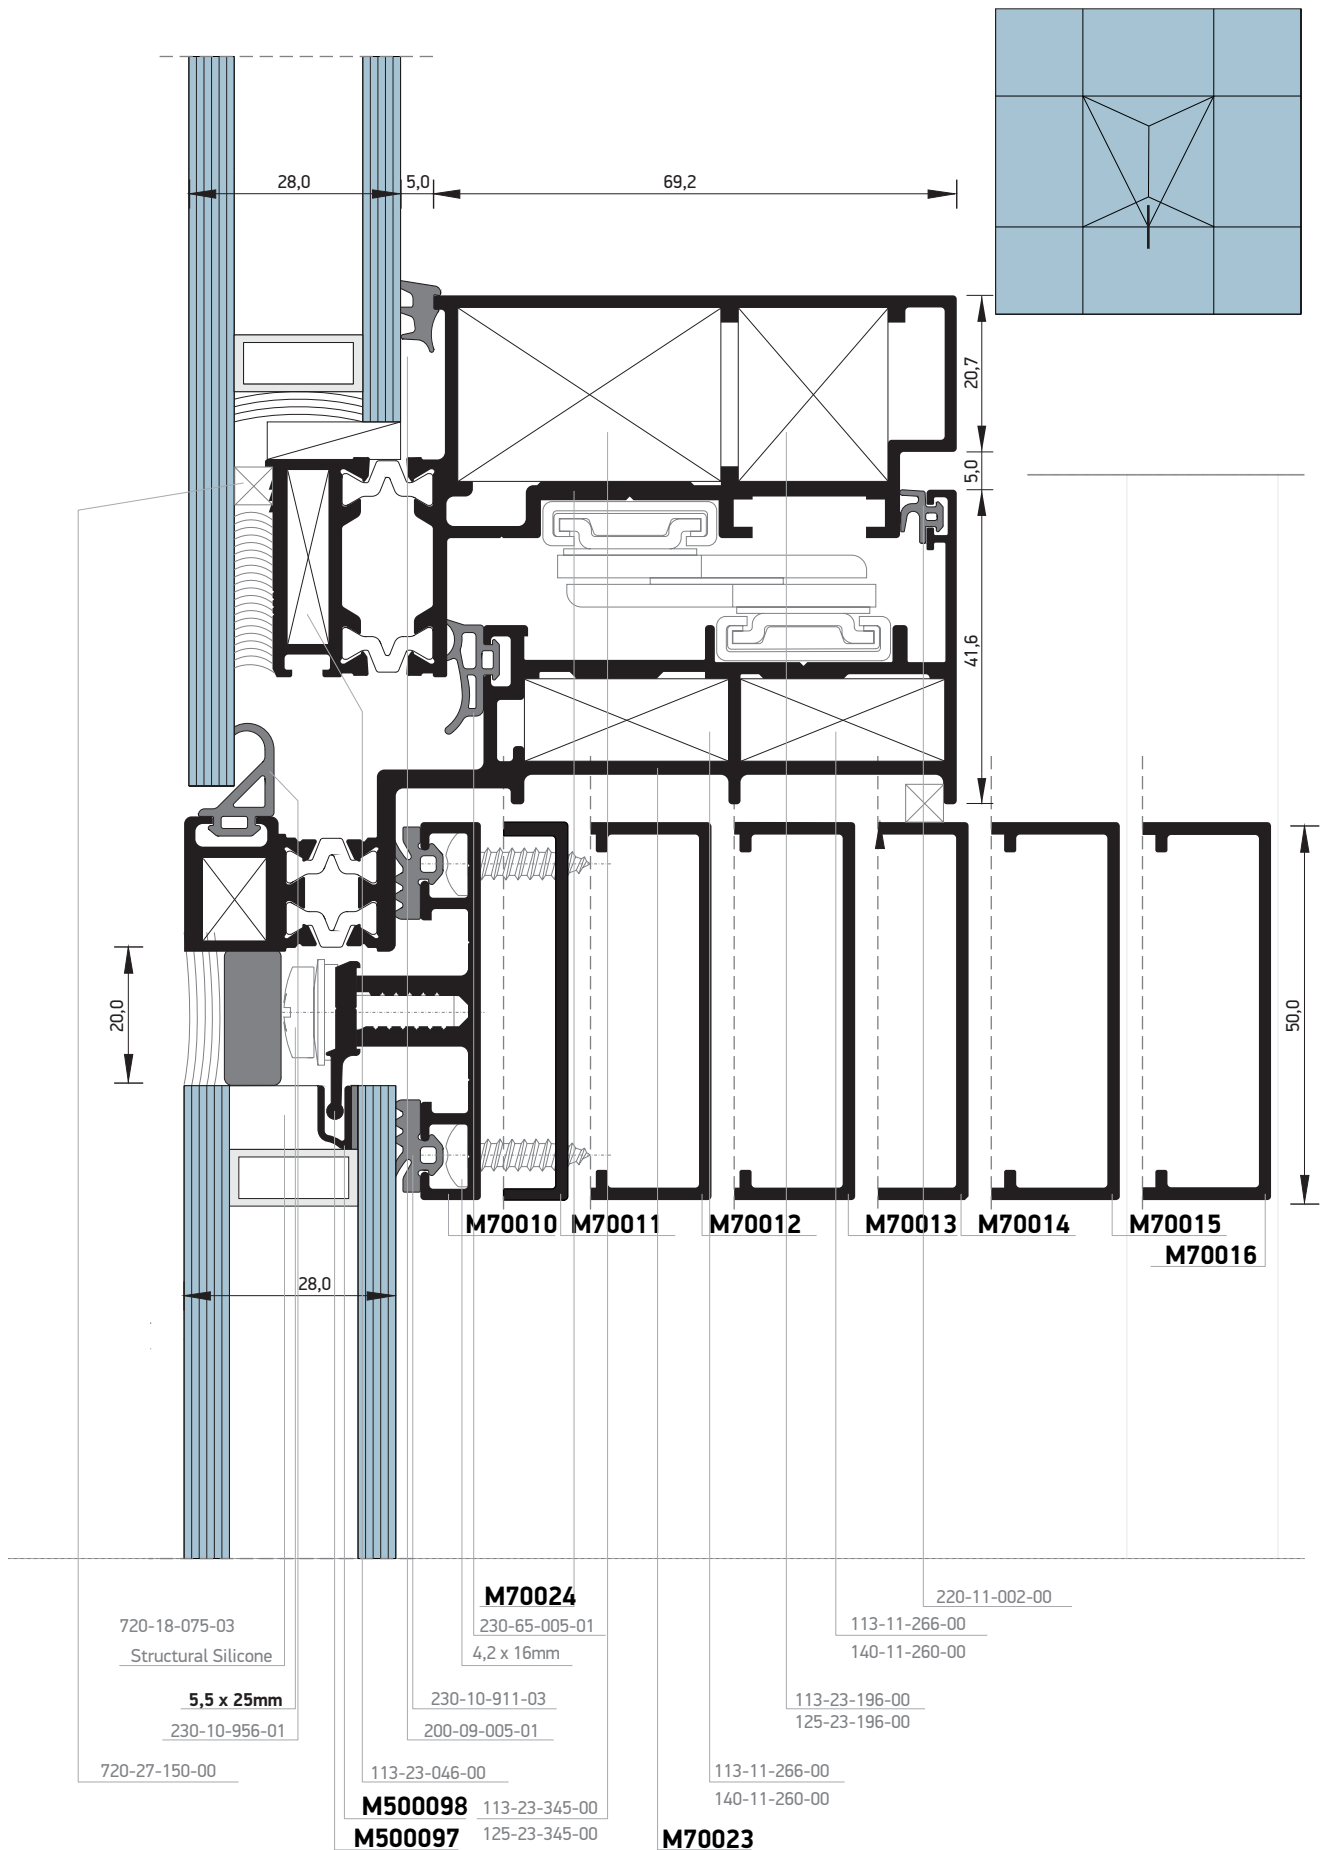 28,0
5,0
69,2
20,7
5,0
41,6
20,0
50,0
M70010
M70011
M70012
M70013
M70014
M70015
M70016
28,0
M70024
220-11-002-00
720-18-075-03
230-65-005-01
113-11-266-00
Structural Silicone
4,2 x 16mm
140-11-260-00
5,5 x 25mm
230-10-911-03
113-23-196-00
230-10-956-01
200-09-005-01
125-23-196-00
720-27-150-00
113-23-046-00
113-11-266-00
M500098
113-23-345-00
140-11-260-00
M500097
125-23-345-00
M70023